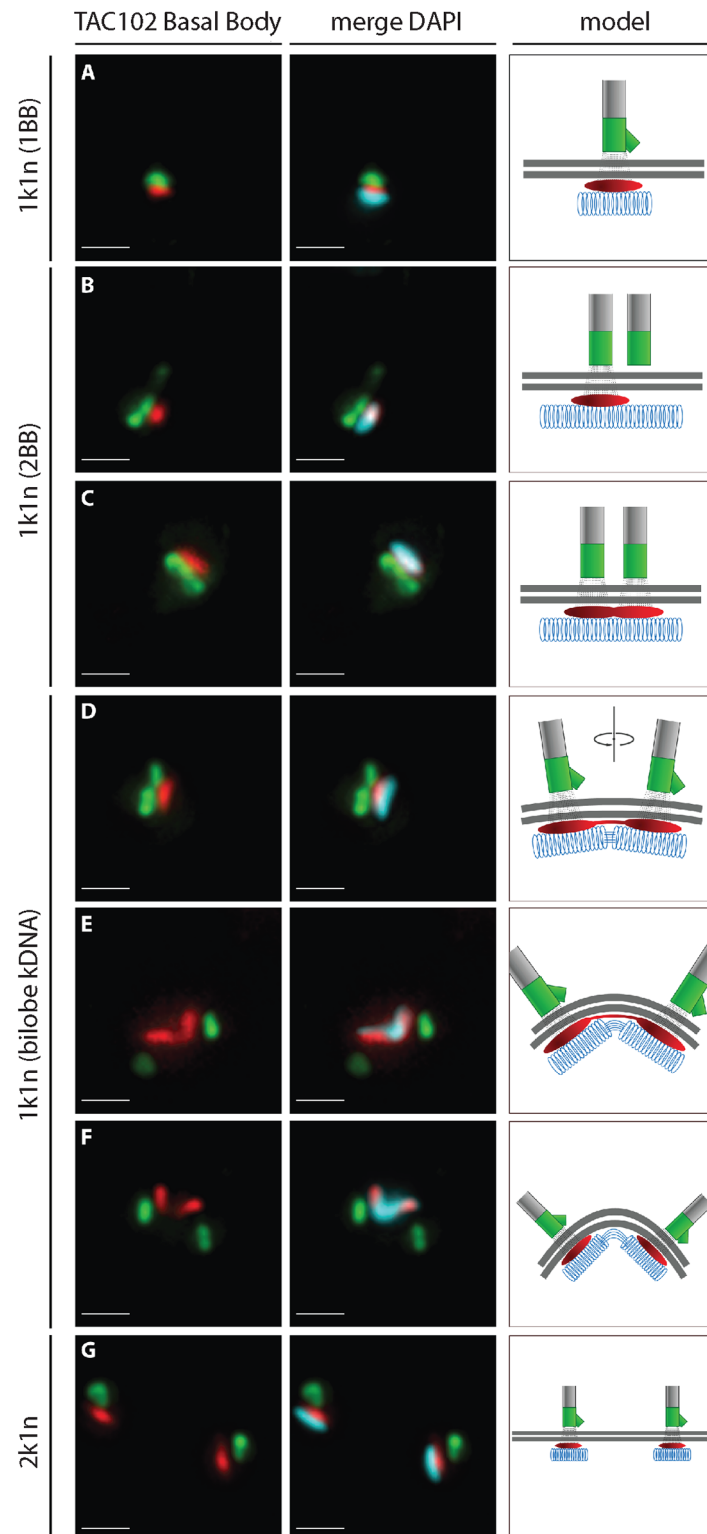 TAC102 Basal Body
merge DAPI
model
1k1n (1BB)
A
1k1n (2BB)
B
C
1k1n (bilobe kDNA)
D
E
F
2k1n
G